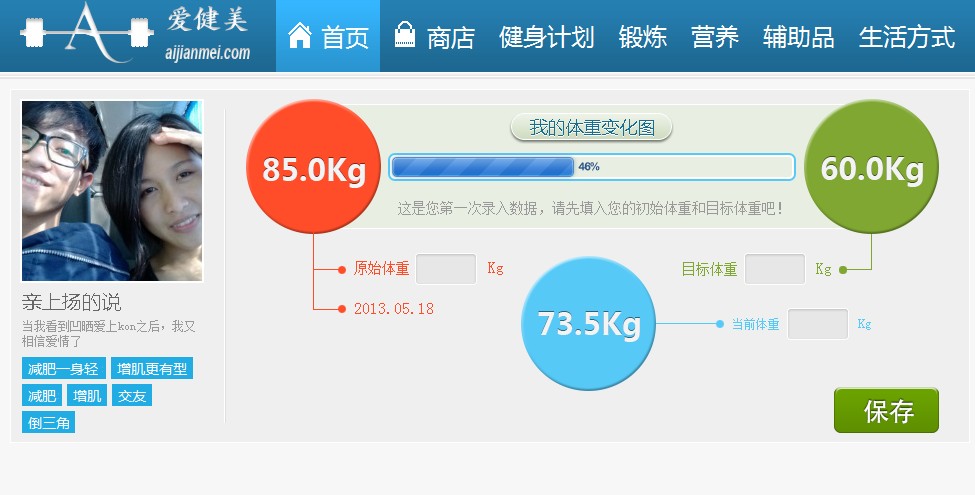 爱健美
aijianmei.com
首页 商店 健身计划 锻炼 营养 辅助品 生活方式
亲上扬的说
当我看到凹晒爱上kon之后，我又
相信爱情了
减肥一身轻 增肌更有型
减肥 增肌 交友
倒三角
我的体重变化图
85.0Kg
46%
60.0Kg
这是您第一次录入数据，请先填入您的初始体重和目标体重吧！
原始体重 Kg
目标体重 Kg
2013.05.18
73.5Kg
当前体重 Kg
保存